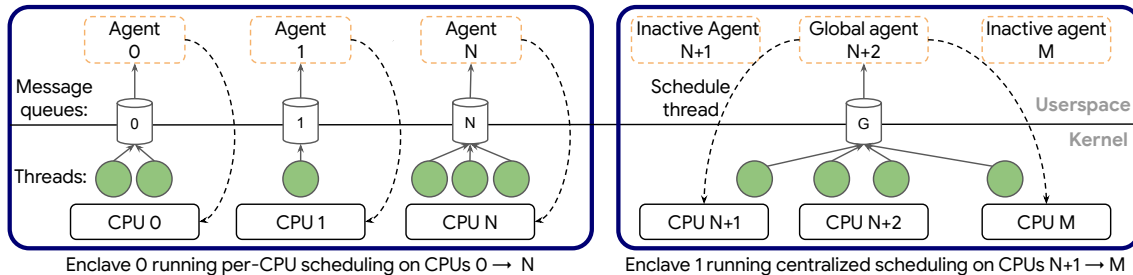 Agent
0
Agent
1
Agent
N
Message
queues:
0
1
N
Threads:
CPU 0
CPU 1
CPU N
Enclave 0 running per-CPU scheduling on CPUs 0 → N
Inactive Agent
N+1
Global agent
N+2
Inactive agent
M
Schedule
thread
G
Userspace
Kernel
CPU N+1
CPU N+2
CPU M
Enclave 1 running centralized scheduling on CPUs N+1 → M